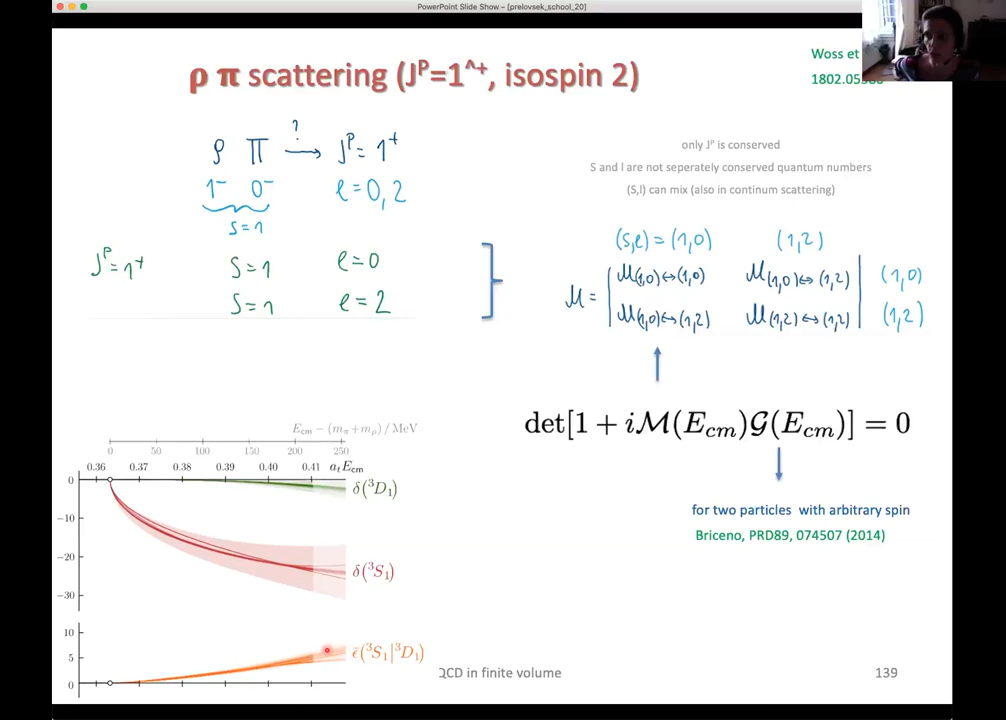 PowerPoint Slide Show – [prelovsek_school_20]
ρ π scattering (Jᴾ=1^+, isospin 2)
Woss et
1802.05
ρ π ?→ Jᴾ= 1⁺
1⁻ 0⁻ ℓ=0,2
S=1
Jᴾ=1⁺ S=1 ℓ=0
S=1 ℓ=2
only Jᴾ is conserved
S and l are not seperately conserved quantum numbers
(S,l) can mix (also in continum scattering)
(S,ℓ)=(1,0) (1,2)
M= M(1,0)↔(1,0) M(1,0)↔(1,2) (1,0)
M(1,0)↔(1,2) M(1,2)↔(1,2) (1,2)
det[1 + iM(E_cm)G(E_cm)] = 0
for two particles with arbitrary spin
Briceno, PRD89, 074507 (2014)
E_cm − (m_π+m_ρ) / MeV
0 50 100 150 200 250
0.36 0.37 0.38 0.39 0.40 0.41 a_t E_cm
0
δ(³D₁)
−10
−20
δ(³S₁)
−30
10
5
ε̄(³S₁|³D₁)
0
QCD in finite volume
139